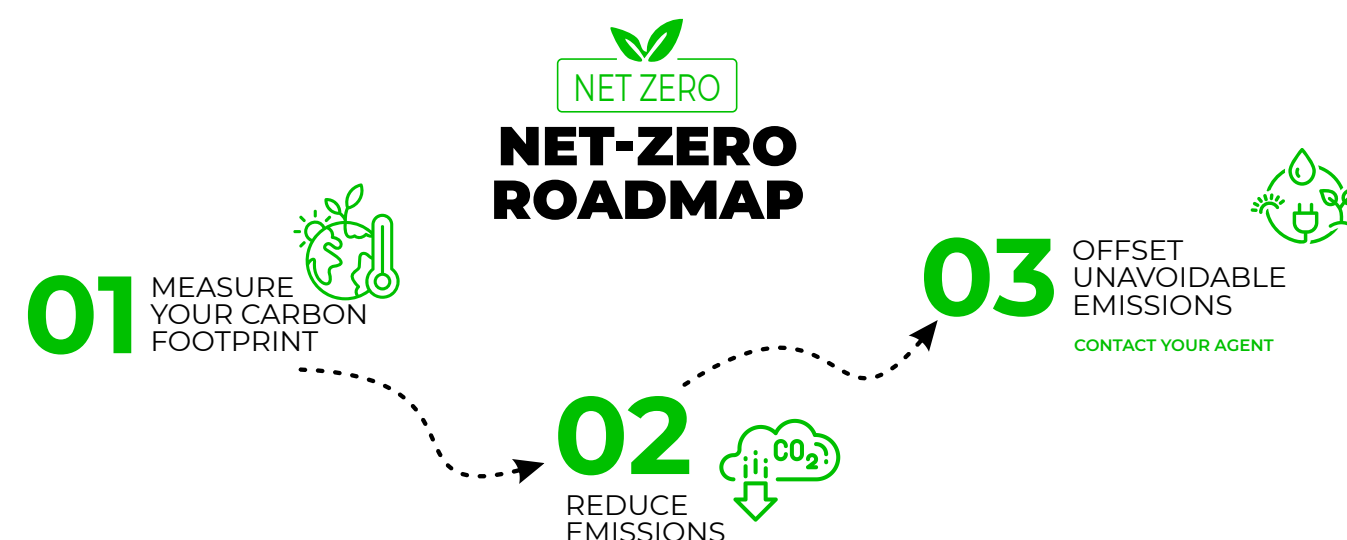 NET ZERO
NET-ZERO
ROADMAP
01
MEASURE
YOUR CARBON
FOOTPRINT
02
CO2
REDUCE
EMISSIONS
03
OFFSET
UNAVOIDABLE
EMISSIONS
CONTACT YOUR AGENT